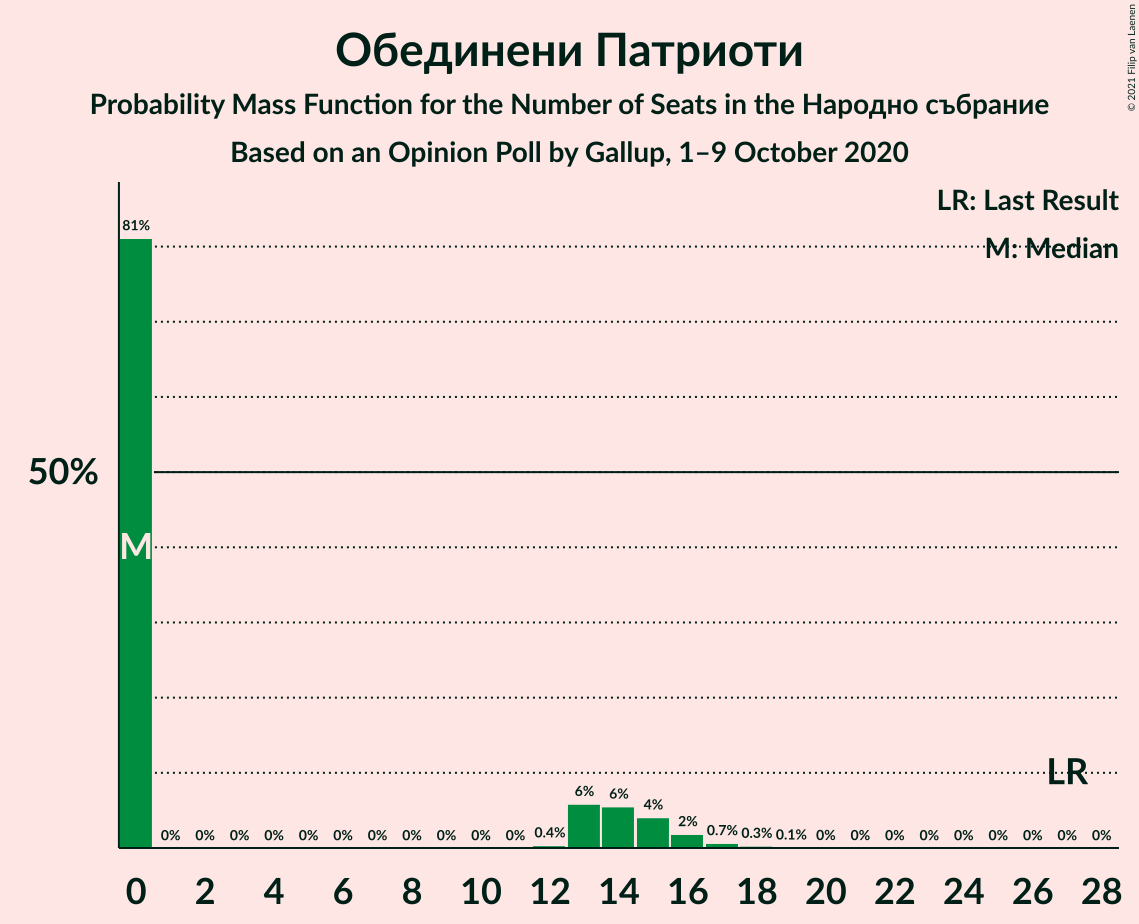 Обединени Патриоти
Probability Mass Function for the Number of Seats in the Народно събрание
Based on an Opinion Poll by Gallup, 1–9 October 2020
© 2021 Filip van Laenen
LR: Last Result
M: Median
81%
50%
M
LR
0% 0% 0% 0% 0% 0% 0% 0% 0% 0% 0% 0.4% 6% 6% 4% 2% 0.7% 0.3% 0.1% 0% 0% 0% 0% 0% 0% 0% 0% 0%
0 2 4 6 8 10 12 14 16 18 20 22 24 26 28